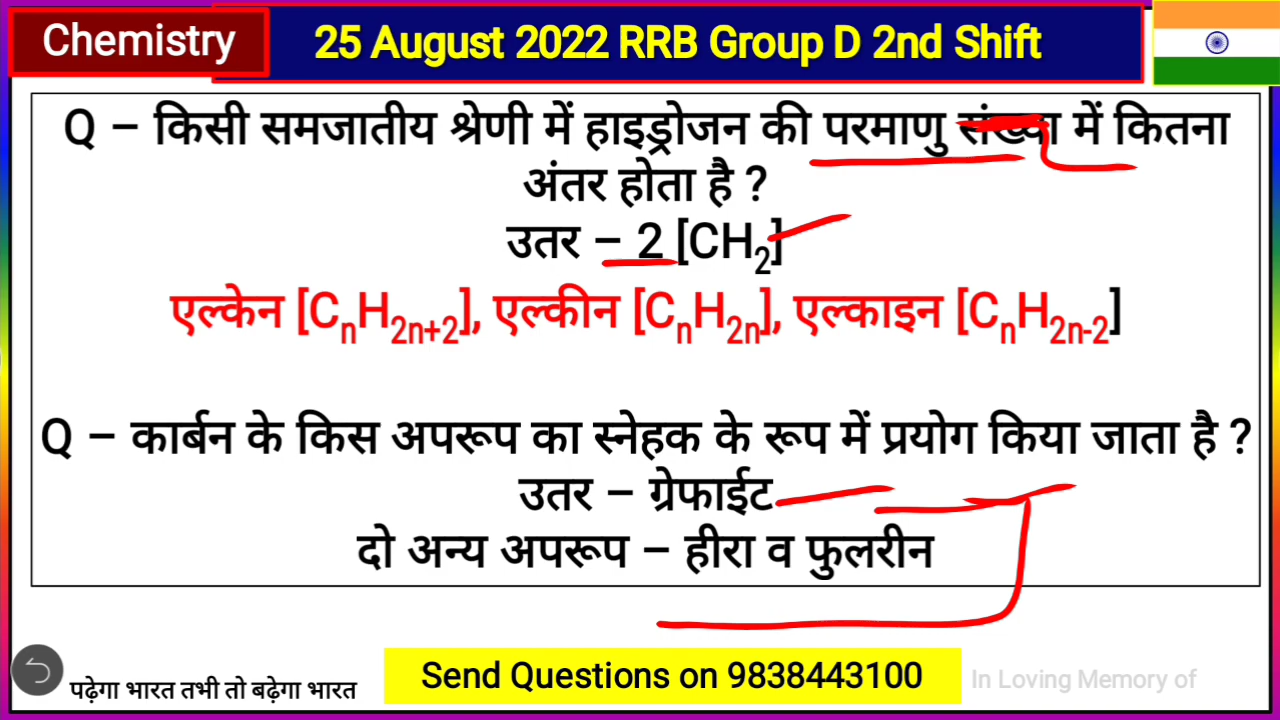 Chemistry
25 August 2022 RRB Group D 2nd Shift
Q – किसी समजातीय श्रेणी में हाइड्रोजन की परमाणु संख्या में कितना
अंतर होता है ?
उतर – 2 [CH₂]
एल्केन [CₙH₂ₙ₊₂], एल्कीन [CₙH₂ₙ], एल्काइन [CₙH₂ₙ₋₂]
Q – कार्बन के किस अपरूप का स्नेहक के रूप में प्रयोग किया जाता है ?
उतर – ग्रेफाईट
दो अन्य अपरूप – हीरा व फुलरीन
पढ़ेगा भारत तभी तो बढ़ेगा भारत
Send Questions on 9838443100
In Loving Memory of